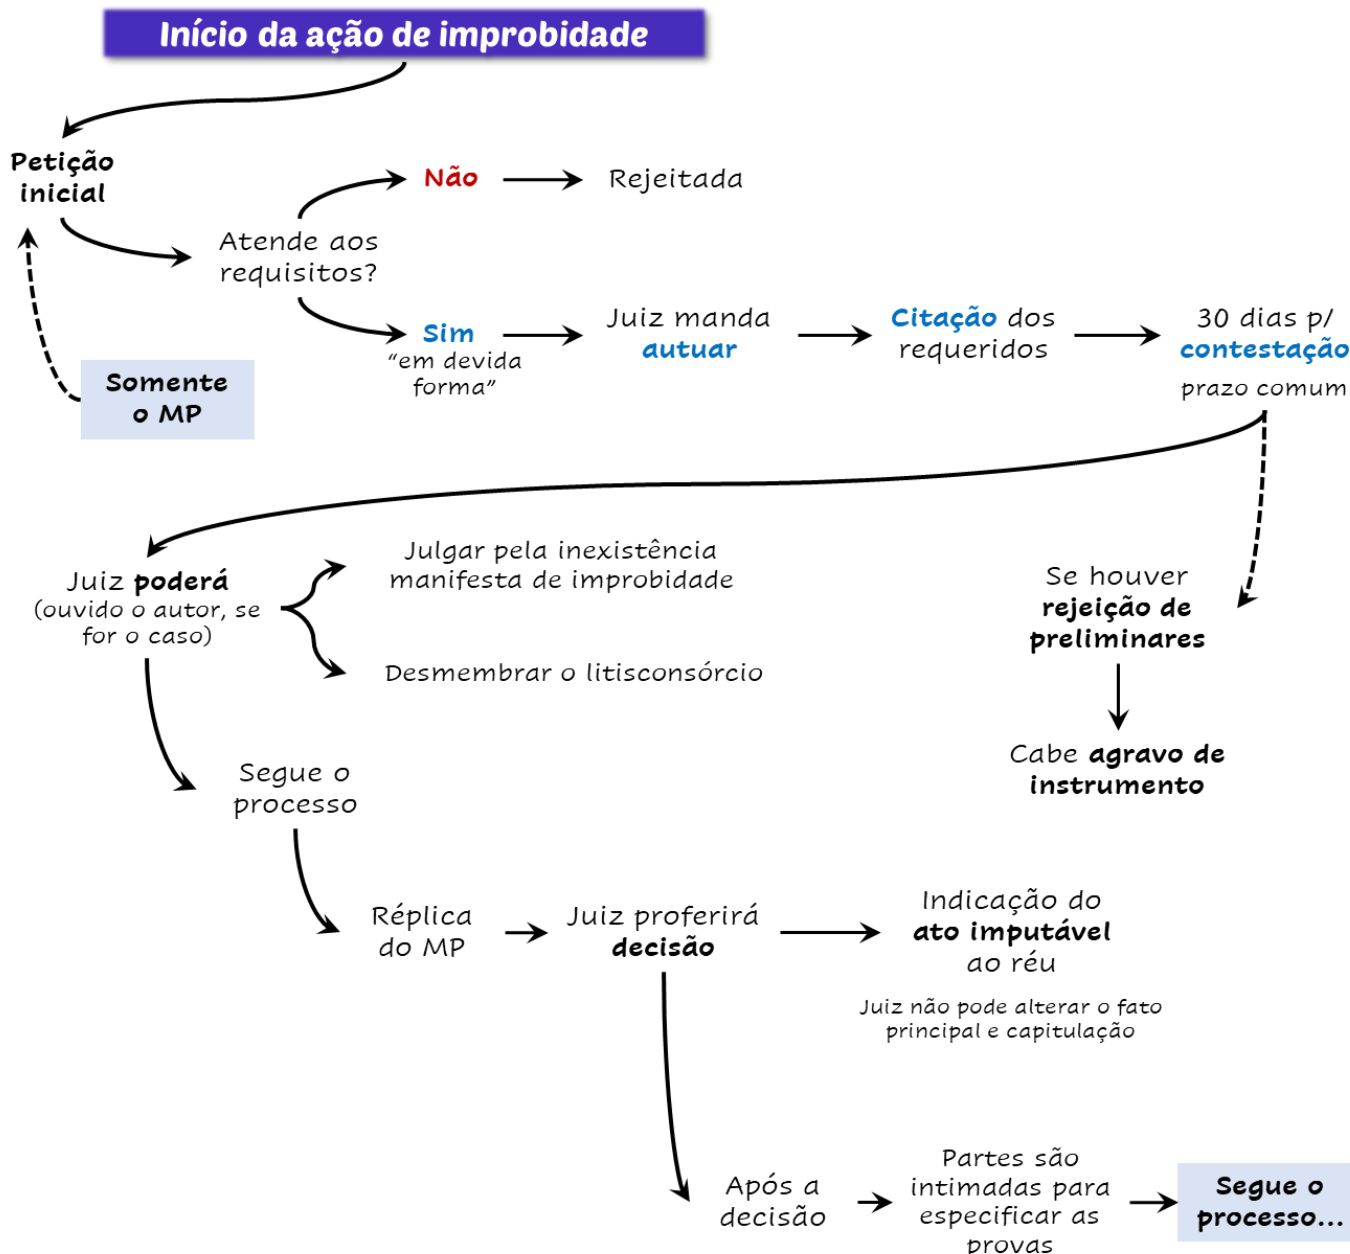 Início da ação de improbidade
Petição
inicial
Não
Rejeitada
Atende aos
requisitos?
Sim
“em devida
forma”
Juiz manda
autuar
Citação dos
requeridos
30 dias p/
contestação
prazo comum
Somente
o MP
Juiz poderá
(ouvido o autor, se
for o caso)
Julgar pela inexistência
manifesta de improbidade
Desmembrar o litisconsórcio
Se houver
rejeição de
preliminares
Cabe agravo de
instrumento
Segue o
processo
Réplica
do MP
Juiz proferirá
decisão
Indicação do
ato imputável
ao réu
Juiz não pode alterar o fato
principal e capitulação
Após a
decisão
Partes são
intimadas para
especificar as
provas
Segue o
processo...